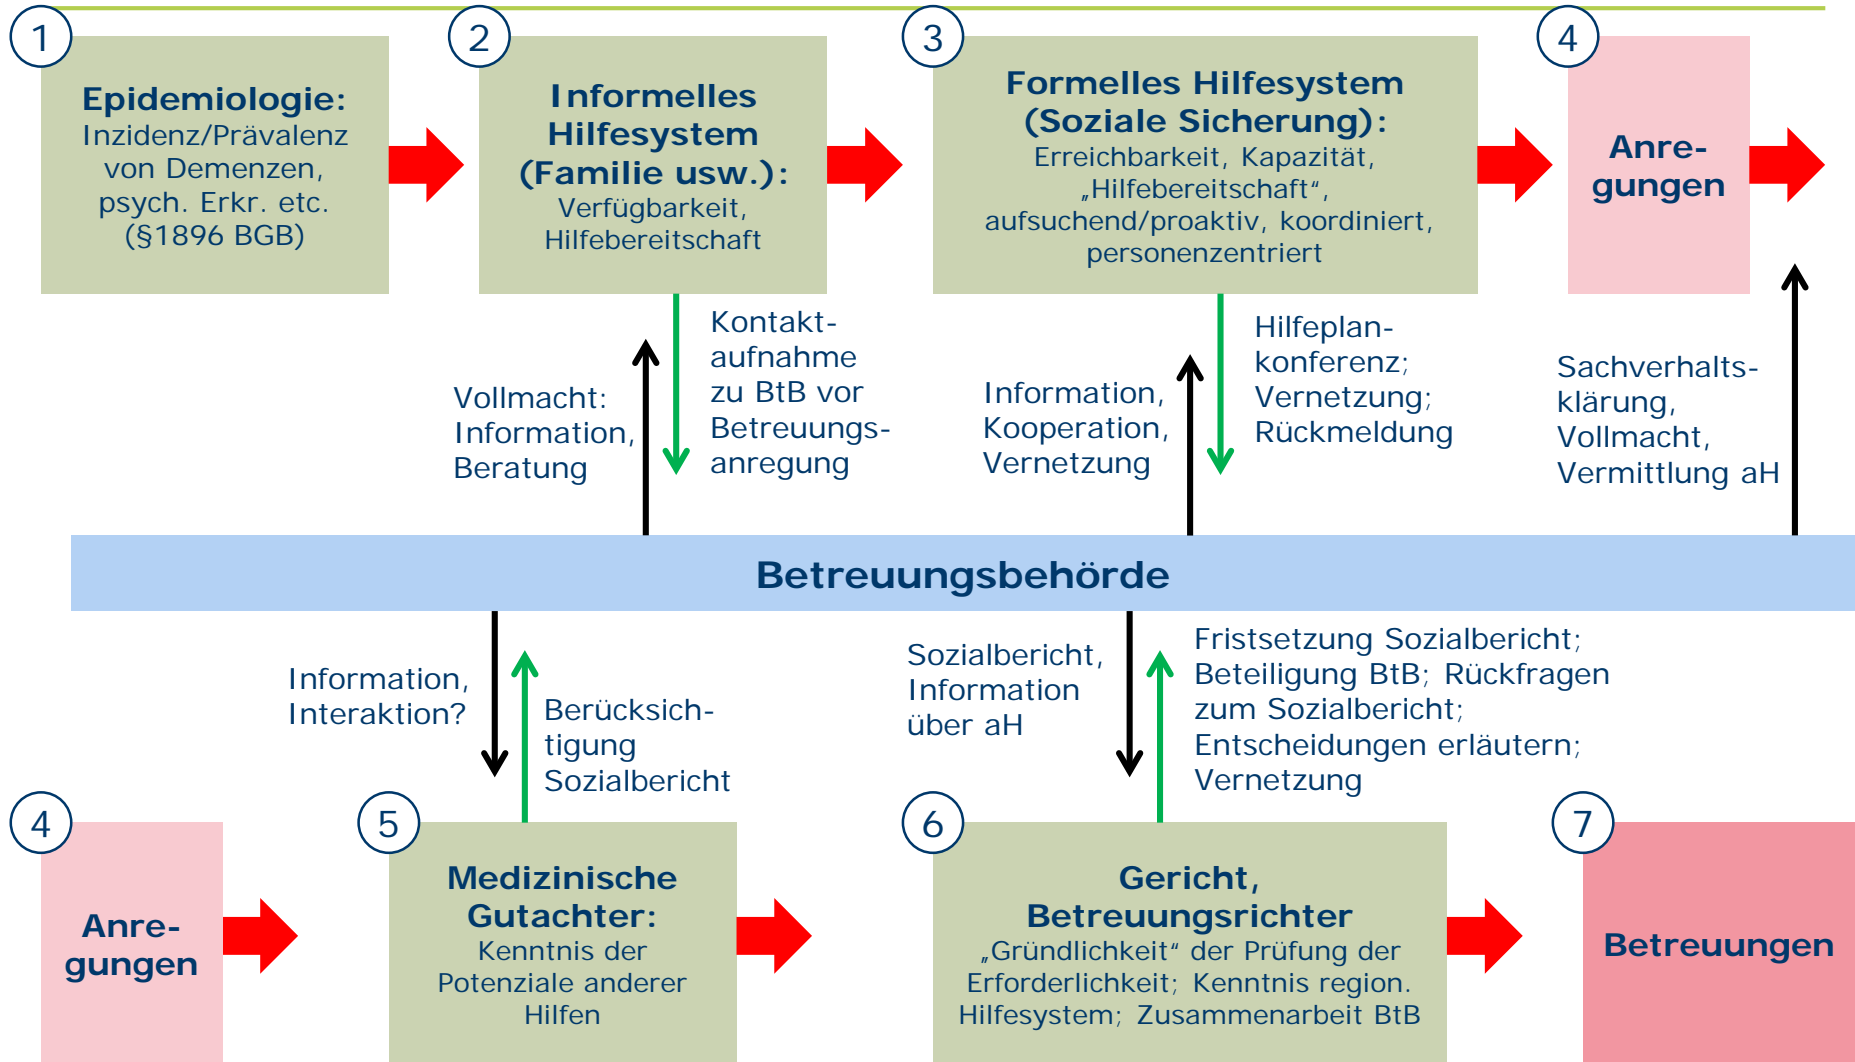 1
Epidemiologie:
Inzidenz/Prävalenz
von Demenzen,
psych. Erkr. etc.
(§1896 BGB)
2
Informelles
Hilfesystem
(Familie usw.):
Verfügbarkeit,
Hilfebereitschaft
3
Formelles Hilfesystem
(Soziale Sicherung):
Erreichbarkeit, Kapazität,
„Hilfebereitschaft“,
aufsuchend/proaktiv, koordiniert,
personenzentriert
4
Anre-
gungen
Vollmacht:
Information,
Beratung
Kontakt-
aufnahme
zu BtB vor
Betreuungs-
anregung
Information,
Kooperation,
Vernetzung
Hilfeplan-
konferenz;
Vernetzung;
Rückmeldung
Sachverhalts-
klärung,
Vollmacht,
Vermittlung aH
Betreuungsbehörde
Information,
Interaktion?
Berücksich-
tigung
Sozialbericht
Sozialbericht,
Information
über aH
Fristsetzung Sozialbericht;
Beteiligung BtB; Rückfragen
zum Sozialbericht;
Entscheidungen erläutern;
Vernetzung
4
Anre-
gungen
5
Medizinische
Gutachter:
Kenntnis der
Potenziale anderer
Hilfen
6
Gericht,
Betreuungsrichter
„Gründlichkeit“ der Prüfung der
Erforderlichkeit; Kenntnis region.
Hilfesystem; Zusammenarbeit BtB
7
Betreuungen